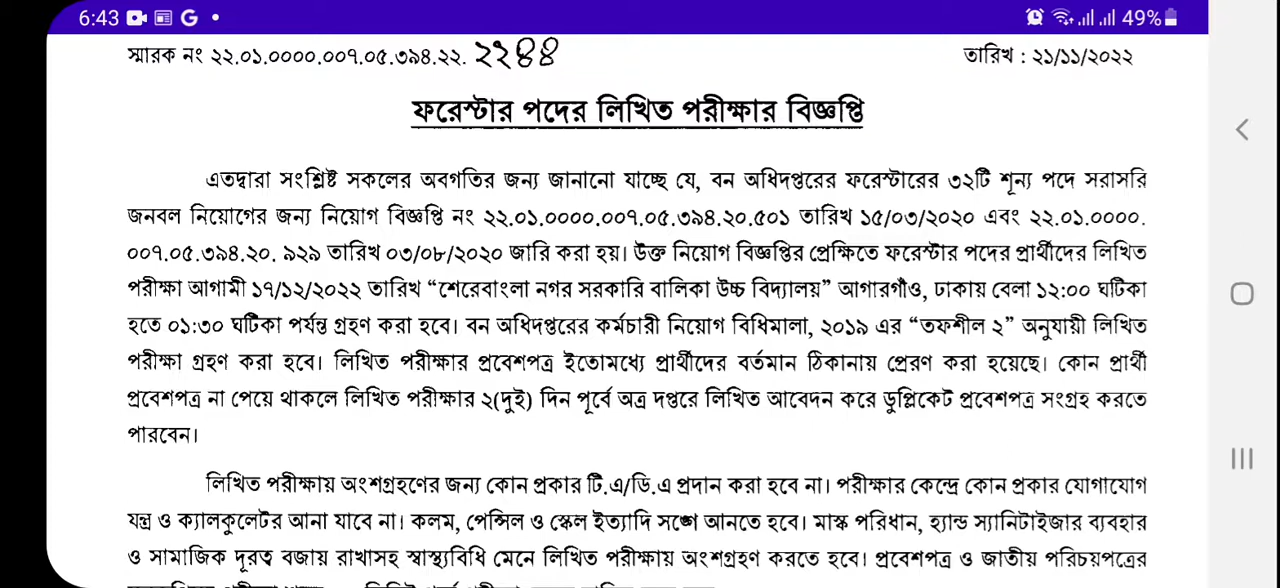 6:43 G 49%
স্মারক নং ২২.০১.০০০০.০০৭.০৫.৩৯৪.২২. ২২৪৪ তারিখ : ২১/১১/২০২২
ফরেস্টার পদের লিখিত পরীক্ষার বিজ্ঞপ্তি
এতদ্বারা সংশ্লিষ্ট সকলের অবগতির জন্য জানানো যাচ্ছে যে, বন অধিদপ্তরের ফরেস্টারের ৩২টি শূন্য পদে সরাসরি
জনবল নিয়োগের জন্য নিয়োগ বিজ্ঞপ্তি নং ২২.০১.০০০০.০০৭.০৫.৩৯৪.২০.৫০১ তারিখ ১৫/০৩/২০২০ এবং ২২.০১.০০০০.
০০৭.০৫.৩৯৪.২০. ৯২৯ তারিখ ০৩/০৮/২০২০ জারি করা হয়। উক্ত নিয়োগ বিজ্ঞপ্তির প্রেক্ষিতে ফরেস্টার পদের প্রার্থীদের লিখিত
পরীক্ষা আগামী ১৭/১২/২০২২ তারিখ “শেরেবাংলা নগর সরকারি বালিকা উচ্চ বিদ্যালয়” আগারগাঁও, ঢাকায় বেলা ১২:০০ ঘটিকা
হতে ০১:৩০ ঘটিকা পর্যন্ত গ্রহণ করা হবে। বন অধিদপ্তরের কর্মচারী নিয়োগ বিধিমালা, ২০১৯ এর “তফশীল ২” অনুযায়ী লিখিত
পরীক্ষা গ্রহণ করা হবে। লিখিত পরীক্ষার প্রবেশপত্র ইতোমধ্যে প্রার্থীদের বর্তমান ঠিকানায় প্রেরণ করা হয়েছে। কোন প্রার্থী
প্রবেশপত্র না পেয়ে থাকলে লিখিত পরীক্ষার ২(দুই) দিন পূর্বে অত্র দপ্তরে লিখিত আবেদন করে ডুপ্লিকেট প্রবেশপত্র সংগ্রহ করতে
পারবেন।
লিখিত পরীক্ষায় অংশগ্রহণের জন্য কোন প্রকার টি.এ/ডি.এ প্রদান করা হবে না। পরীক্ষার কেন্দ্রে কোন প্রকার যোগাযোগ
যন্ত্র ও ক্যালকুলেটর আনা যাবে না। কলম, পেন্সিল ও স্কেল ইত্যাদি সঙ্গে আনতে হবে। মাস্ক পরিধান, হ্যান্ড স্যানিটাইজার ব্যবহার
ও সামাজিক দূরত্ব বজায় রাখাসহ স্বাস্থ্যবিধি মেনে লিখিত পরীক্ষায় অংশগ্রহণ করতে হবে। প্রবেশপত্র ও জাতীয় পরিচয়পত্রের